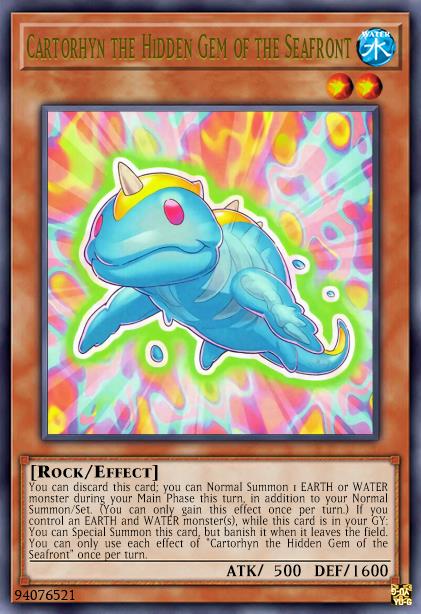 Cartorhyn the Hidden Gem of the Seafront
WATER
水
[Rock/Effect]
You can discard this card; you can Normal Summon 1 EARTH or WATER
monster during your Main Phase this turn, in addition to your Normal
Summon/Set. (You can only gain this effect once per turn.) If you
control an EARTH and WATER monster(s), while this card is in your GY:
You can Special Summon this card, but banish it when it leaves the field.
You can only use each effect of "Cartorhyn the Hidden Gem of the
Seafront" once per turn.
ATK/ 500 DEF/1600
94076521